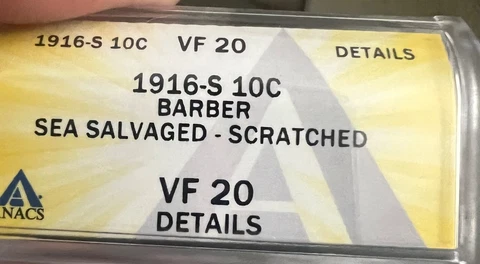 1916-S 10C VF 20 DETAILS
1916-S 10C
BARBER
SEA SALVAGED - SCRATCHED
VF 20
DETAILS
NACS